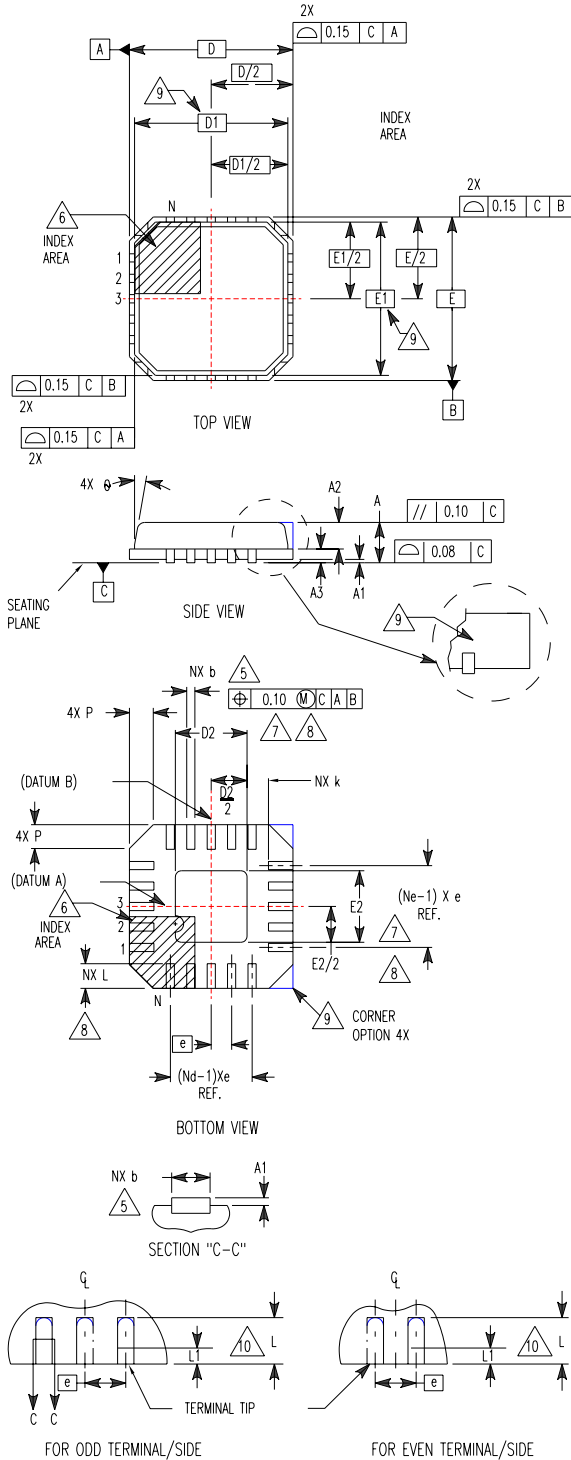 2X
⌓ 0.15 C A
A
D
D/2
9
D1
INDEX
AREA
D1/2
2X
⌓ 0.15 C B
N
6
INDEX
AREA
1
2
3
E1/2
E/2
E1
E
9
⌓ 0.15 C B
2X
B
TOP VIEW
⌓ 0.15 C A
2X
4X θ
A2
A
// 0.10 C
⌓ 0.08 C
A3
A1
C
SEATING
PLANE
SIDE VIEW
9
NX b
5
⌖ 0.10 Ⓜ C A B
4X P
D2
7
8
(DATUM B)
D2
2
NX k
4X P
(DATUM A)
6
INDEX
AREA
3
2
1
E2
(Ne-1) X e
REF.
7
E2/2
8
NX L
8
N
9
CORNER
OPTION 4X
e
(Nd-1)Xe
REF.
BOTTOM VIEW
NX b
A1
5
SECTION "C-C"
CL
CL
10
L
L1
10
L
L1
e
e
C C
TERMINAL TIP
FOR ODD TERMINAL/SIDE
FOR EVEN TERMINAL/SIDE